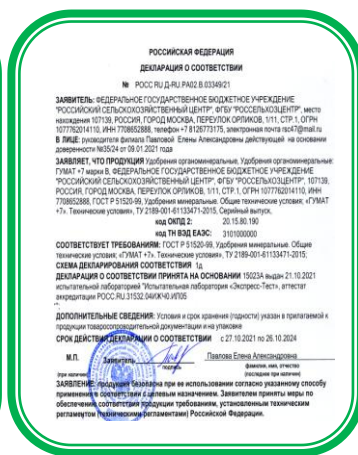 РОССИЙСКАЯ ФЕДЕРАЦИЯ
ДЕКЛАРАЦИЯ О СООТВЕТСТВИИ
№ РОСС RU Д-RU.РА02.В.03349/21
ЗАЯВИТЕЛЬ: ФЕДЕРАЛЬНОЕ ГОСУДАРСТВЕННОЕ БЮДЖЕТНОЕ УЧРЕЖДЕНИЕ
"РОССИЙСКИЙ СЕЛЬСКОХОЗЯЙСТВЕННЫЙ ЦЕНТР", ФГБУ "РОССЕЛЬХОЗЦЕНТР", место
нахождения 107139, РОССИЯ, ГОРОД МОСКВА, ПЕРЕУЛОК ОРЛИКОВ, 1/11, СТР.1, ОГРН
1077762014110, ИНН 7708652888, телефон +7 8126773175, электронная почта rsc47@mail.ru
В ЛИЦЕ: руководителя филиала Павловой Елены Александровны действующей на основании
доверенности №35/24 от 09.01.2021 года
ЗАЯВЛЯЕТ, ЧТО ПРОДУКЦИЯ Удобрения органоминеральные, Удобрения органоминеральные:
ГУМАТ +7 марки В, ФЕДЕРАЛЬНОЕ ГОСУДАРСТВЕННОЕ БЮДЖЕТНОЕ УЧРЕЖДЕНИЕ
"РОССИЙСКИЙ СЕЛЬСКОХОЗЯЙСТВЕННЫЙ ЦЕНТР", ФГБУ "РОССЕЛЬХОЗЦЕНТР", 107139,
РОССИЯ, ГОРОД МОСКВА, ПЕРЕУЛОК ОРЛИКОВ, 1/11, СТР.1, ОГРН 1077762014110, ИНН
7708652888, ГОСТ Р 51520-99, Удобрения минеральные. Общие технические условия; «ГУМАТ
+7». Технические условия», ТУ 2189-001-61133471-2015, Серийный выпуск,
код ОКПД 2: 20.15.80.190
код ТН ВЭД ЕАЭС: 3101000000
СООТВЕТСТВУЕТ ТРЕБОВАНИЯМ: ГОСТ Р 51520-99, Удобрения минеральные. Общие
технические условия; «ГУМАТ +7». Технические условия», ТУ 2189-001-61133471-2015;
СХЕМА ДЕКЛАРИРОВАНИЯ СООТВЕТСТВИЯ 1д
ДЕКЛАРАЦИЯ О СООТВЕТСТВИИ ПРИНЯТА НА ОСНОВАНИИ 15023А выдан 21.10.2021
испытательной лабораторией "Испытательная лаборатория «Экспресс-Тест», аттестат
аккредитации РОСС.RU.31532.04ИЖЧ0.ИЛ05
ДОПОЛНИТЕЛЬНЫЕ СВЕДЕНИЯ: Условия и срок хранения (годности) указан в прилагаемой к
продукции товаросопроводительной документации и на упаковке
СРОК ДЕЙСТВИЯ ДЕКЛАРАЦИИ О СООТВЕТСТВИИ с 27.10.2021 по 26.10.2024
М.П. Заявитель Павлова Елена Александровна
(при наличии) подпись фамилия, имя, отчество
(последнее при наличии)
ЗАЯВЛЕНИЕ: продукция безопасна при ее использовании согласно указанному способу
применения в соответствии с целевым назначением. Заявителем приняты меры по
обеспечению соответствия продукции требованиям, установленным техническим
регламентом (техническими регламентами) Российской Федерации.